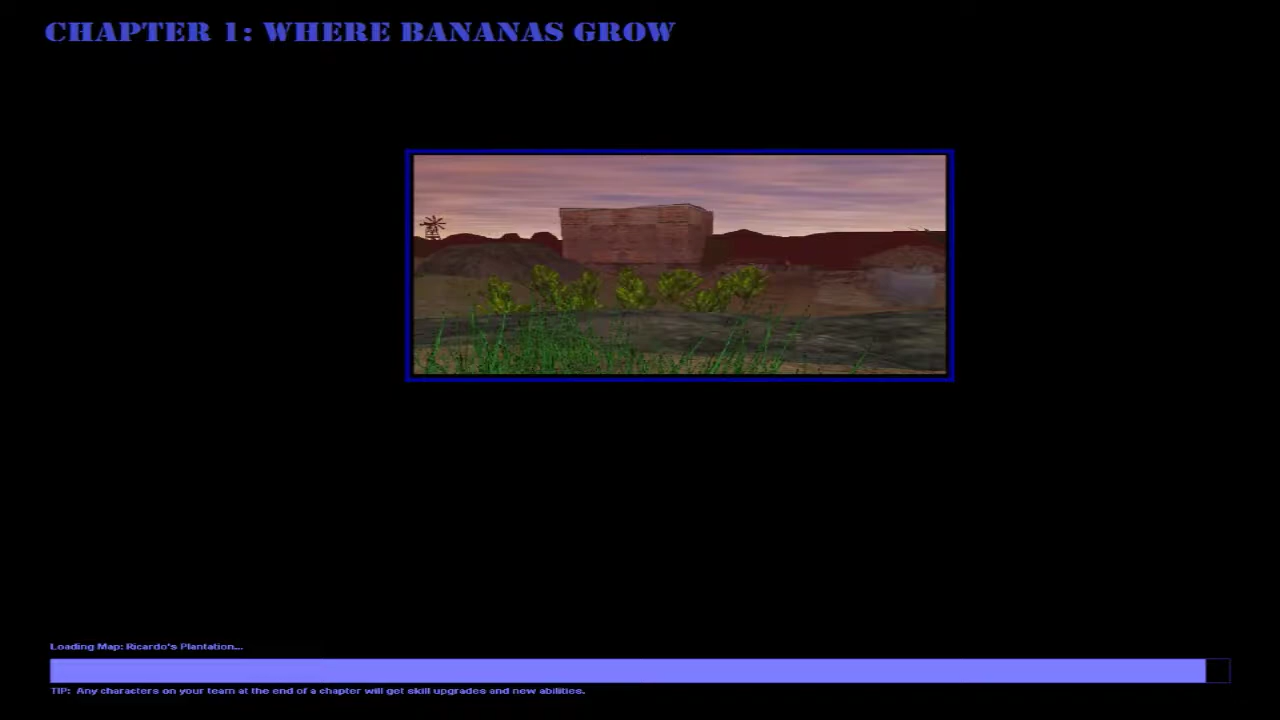 CHAPTER 1: WHERE BANANAS GROW
Loading Map: Ricardo's Plantation...
TIP:  Any characters on your team at the end of a chapter will get skill upgrades and new abilities.